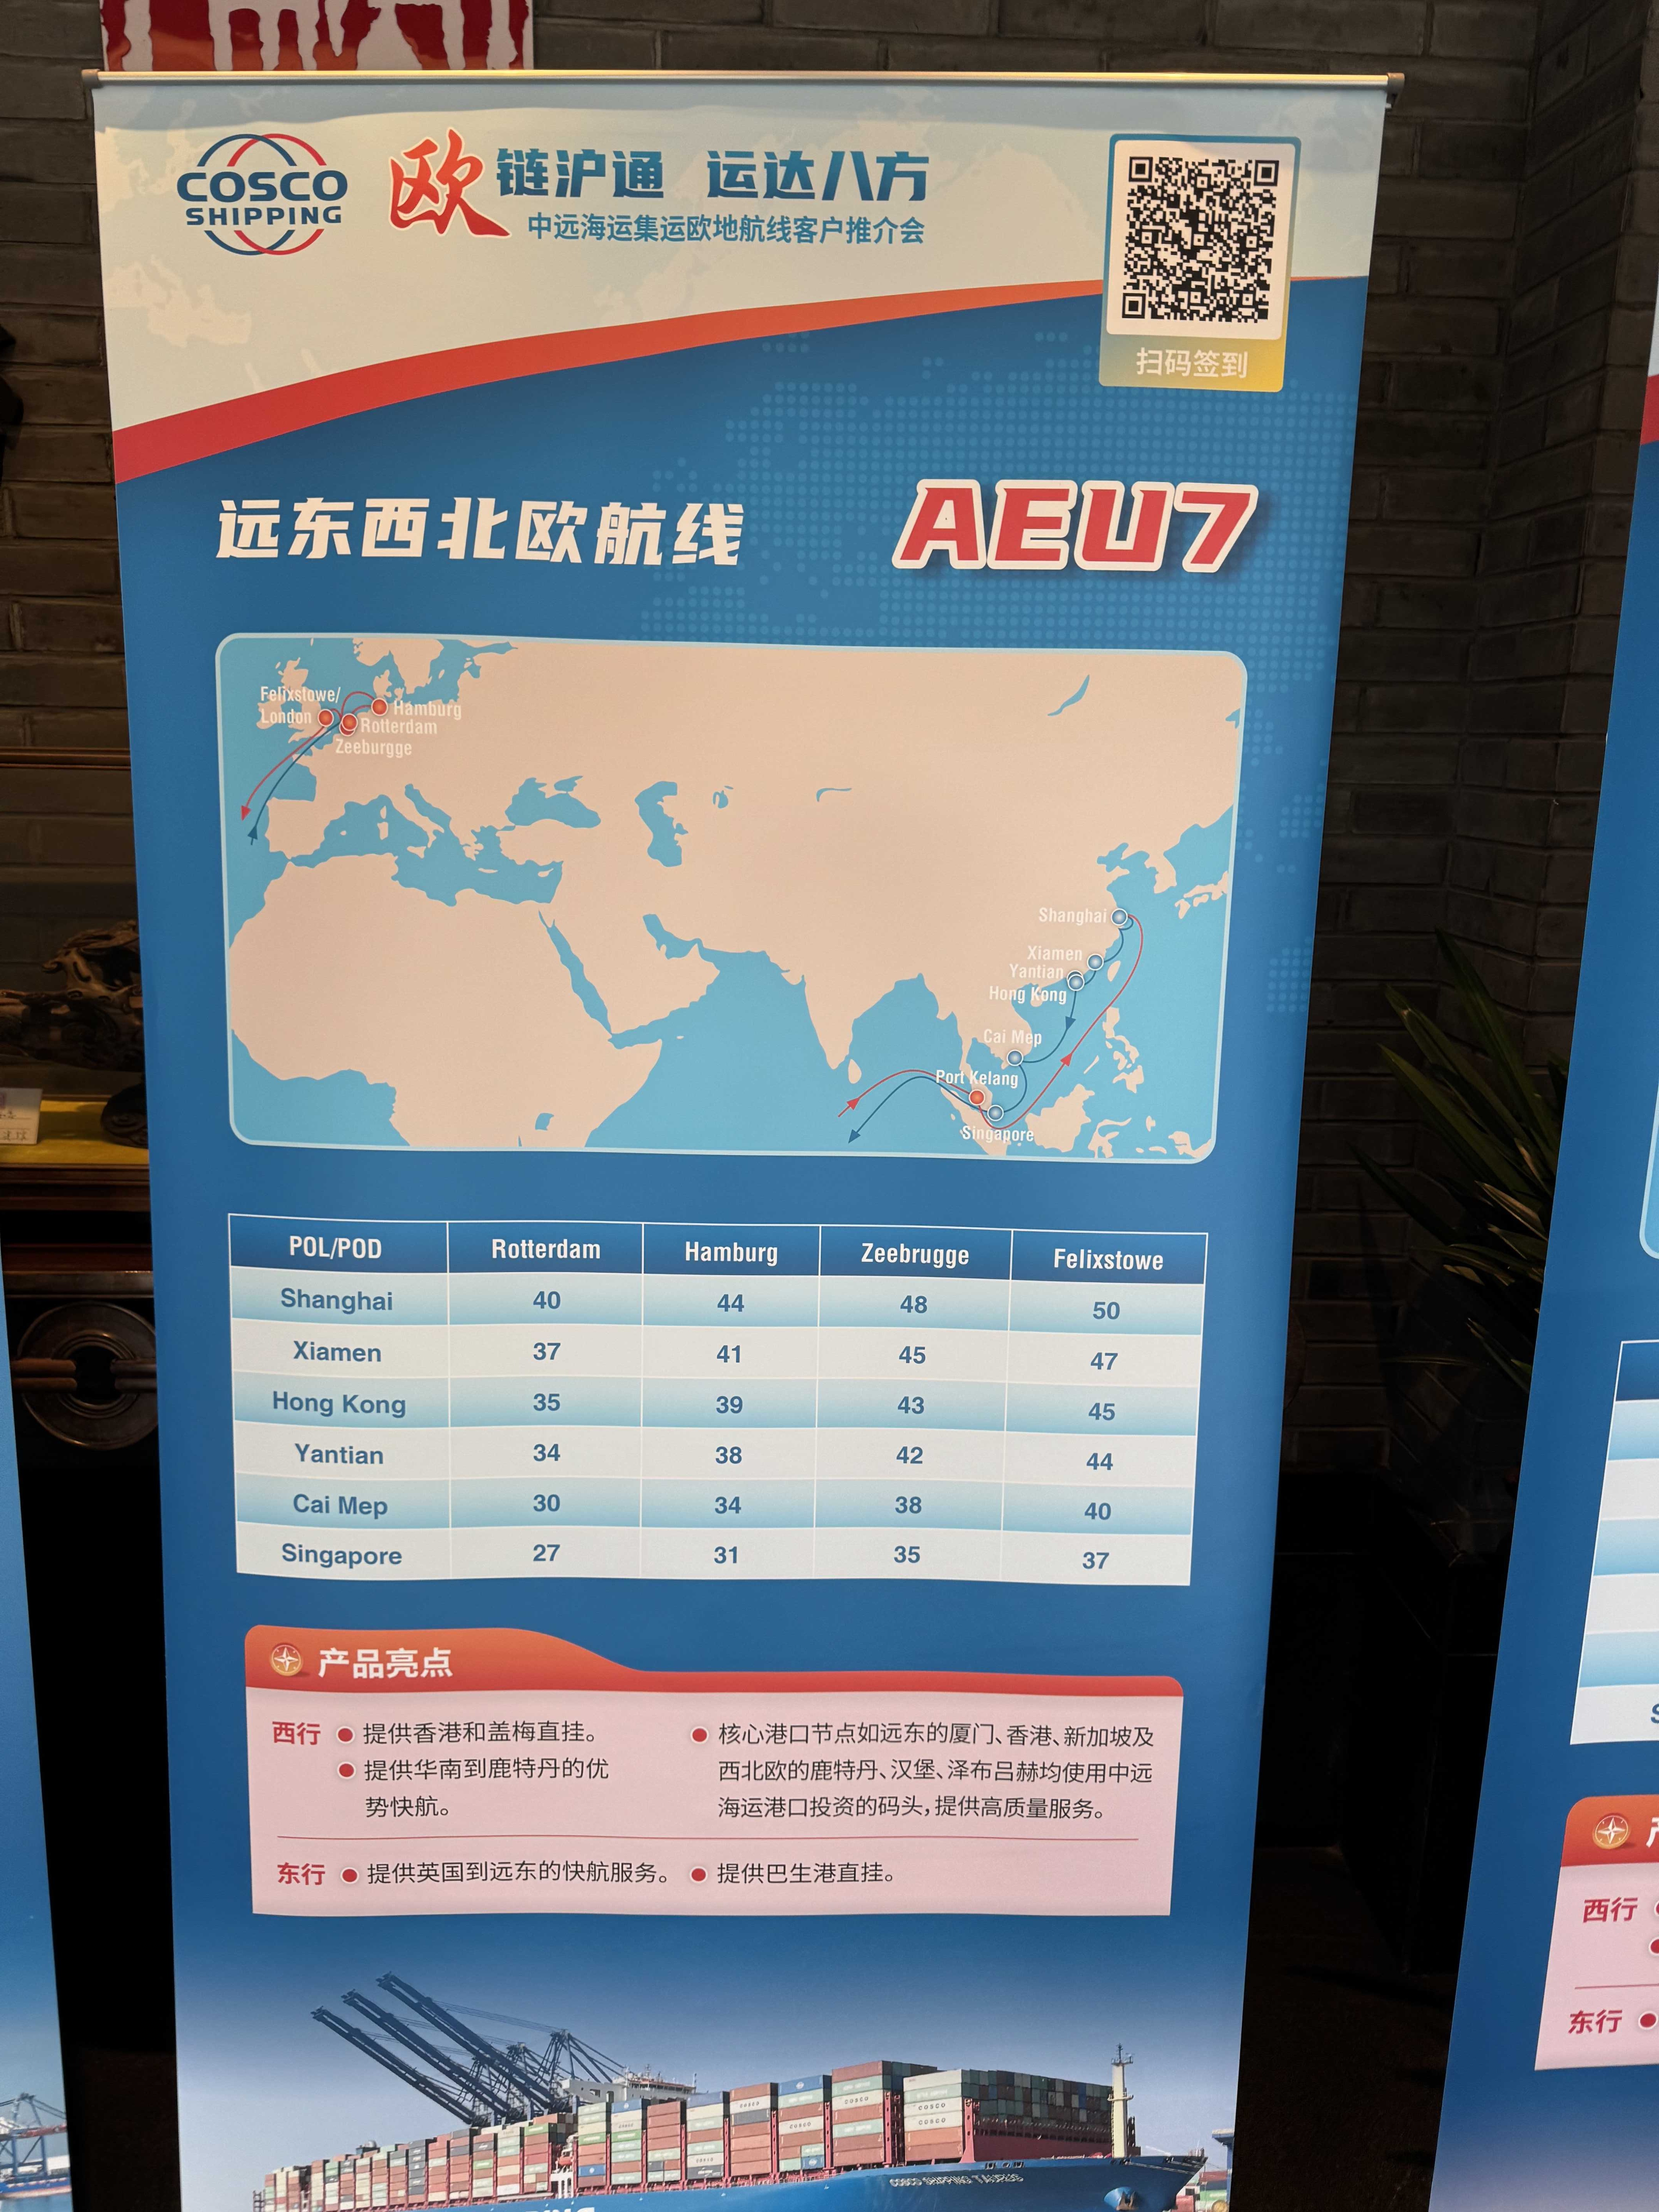 COSCO
SHIPPING
欧链沪通 运达八方
中远海运集运欧地航线客户推介会
扫码签到
远东西北欧航线
AEU7
Felixstowe/
London
Hamburg
Rotterdam
Zeeburgge
Shanghai
Xiamen
Yantian
Hong Kong
Cai Mep
Port Kelang
Singapore
POL/POD Rotterdam Hamburg Zeebrugge Felixstowe
Shanghai 40 44 48 50
Xiamen 37 41 45 47
Hong Kong 35 39 43 45
Yantian 34 38 42 44
Cai Mep 30 34 38 40
Singapore 27 31 35 37
产品亮点
西行
提供香港和盖梅直挂。
提供华南到鹿特丹的优
势快航。
核心港口节点如远东的厦门、香港、新加坡及
西北欧的鹿特丹、汉堡、泽布吕赫均使用中远
海运港口投资的码头,提供高质量服务。
东行
提供英国到远东的快航服务。
提供巴生港直挂。
COSCO
COSCO
COSCO
COSCO
COSCO
COSCO SHIPPING TAURUS
西行
东行